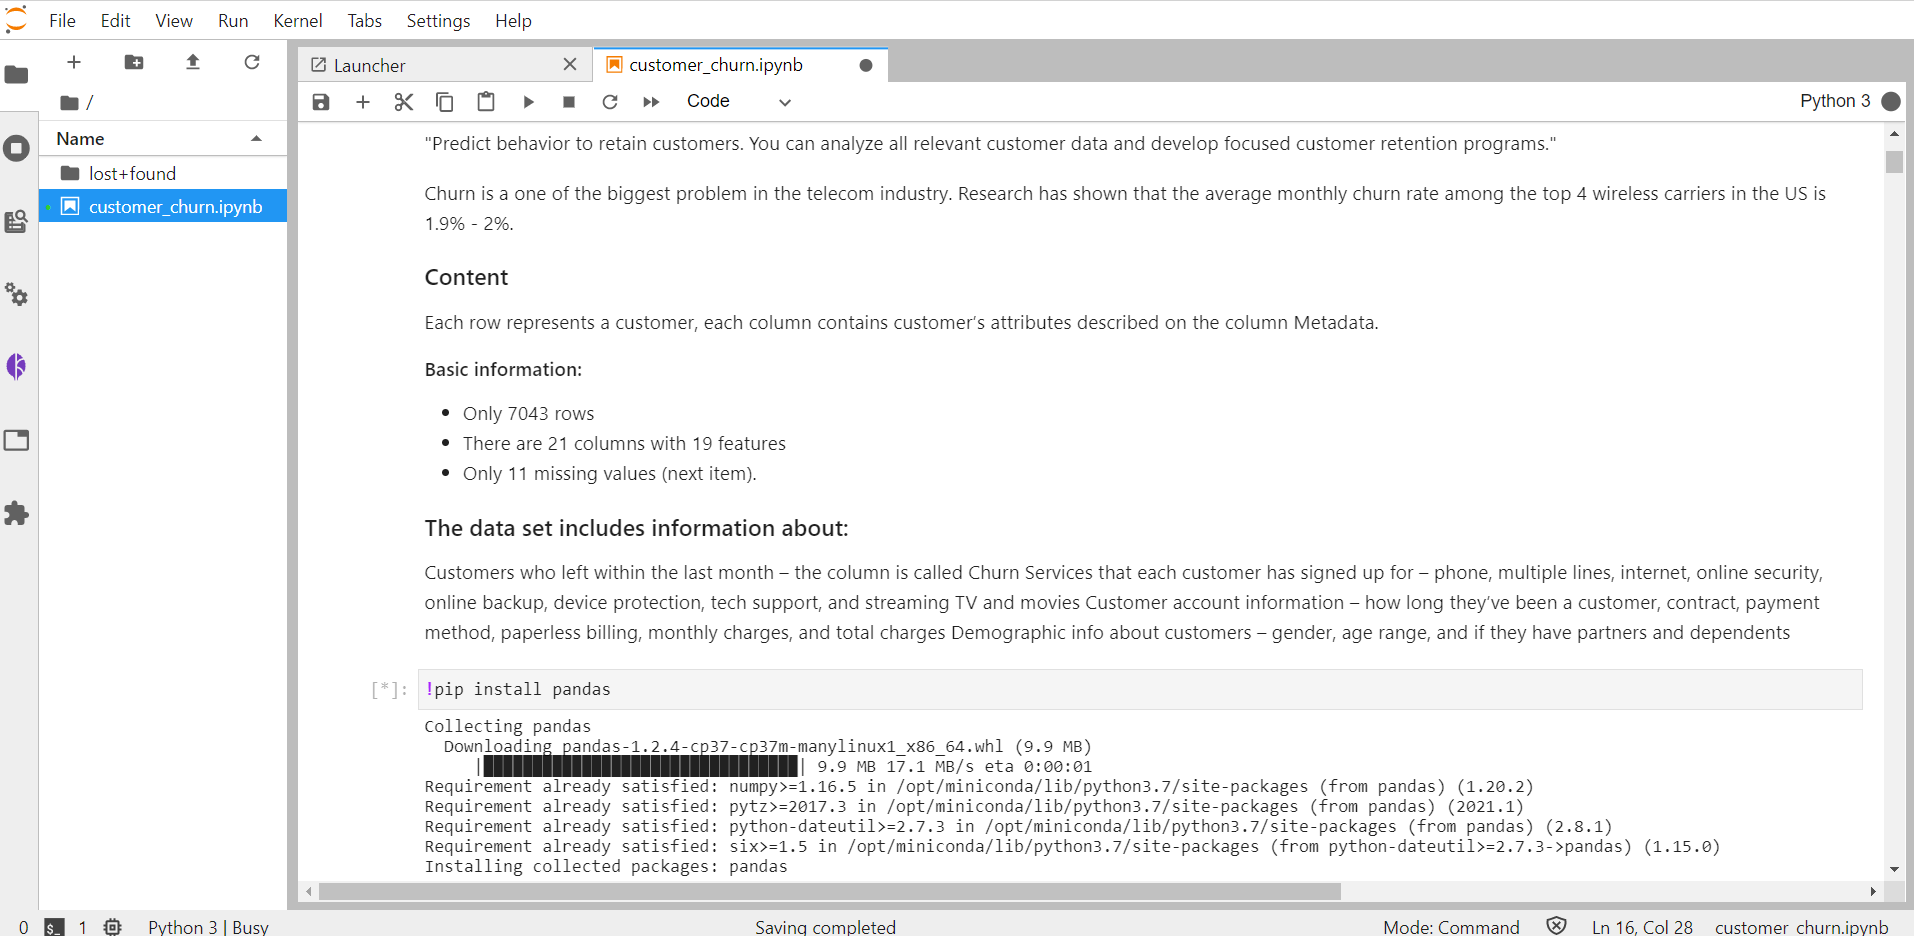 File Edit View Run Kernel Tabs Settings Help
Launcher
customer_churn.ipynb
/
Code
Python 3
Name
lost+found
customer_churn.ipynb
"Predict behavior to retain customers. You can analyze all relevant customer data and develop focused customer retention programs."
Churn is a one of the biggest problem in the telecom industry. Research has shown that the average monthly churn rate among the top 4 wireless carriers in the US is
1.9% - 2%.
Content
Each row represents a customer, each column contains customer’s attributes described on the column Metadata.
Basic information:
• Only 7043 rows
• There are 21 columns with 19 features
• Only 11 missing values (next item).
The data set includes information about:
Customers who left within the last month – the column is called Churn Services that each customer has signed up for – phone, multiple lines, internet, online security,
online backup, device protection, tech support, and streaming TV and movies Customer account information – how long they’ve been a customer, contract, payment
method, paperless billing, monthly charges, and total charges Demographic info about customers – gender, age range, and if they have partners and dependents
[*]: !pip install pandas
Collecting pandas
Downloading pandas-1.2.4-cp37-cp37m-manylinux1_x86_64.whl (9.9 MB)
|████████████████████████████████| 9.9 MB 17.1 MB/s eta 0:00:01
Requirement already satisfied: numpy>=1.16.5 in /opt/miniconda/lib/python3.7/site-packages (from pandas) (1.20.2)
Requirement already satisfied: pytz>=2017.3 in /opt/miniconda/lib/python3.7/site-packages (from pandas) (2021.1)
Requirement already satisfied: python-dateutil>=2.7.3 in /opt/miniconda/lib/python3.7/site-packages (from pandas) (2.8.1)
Requirement already satisfied: six>=1.5 in /opt/miniconda/lib/python3.7/site-packages (from python-dateutil>=2.7.3->pandas) (1.15.0)
Installing collected packages: pandas
0 $_ 1 Python 3 | Busy Saving completed Mode: Command Ln 16, Col 28 customer_churn.ipynb